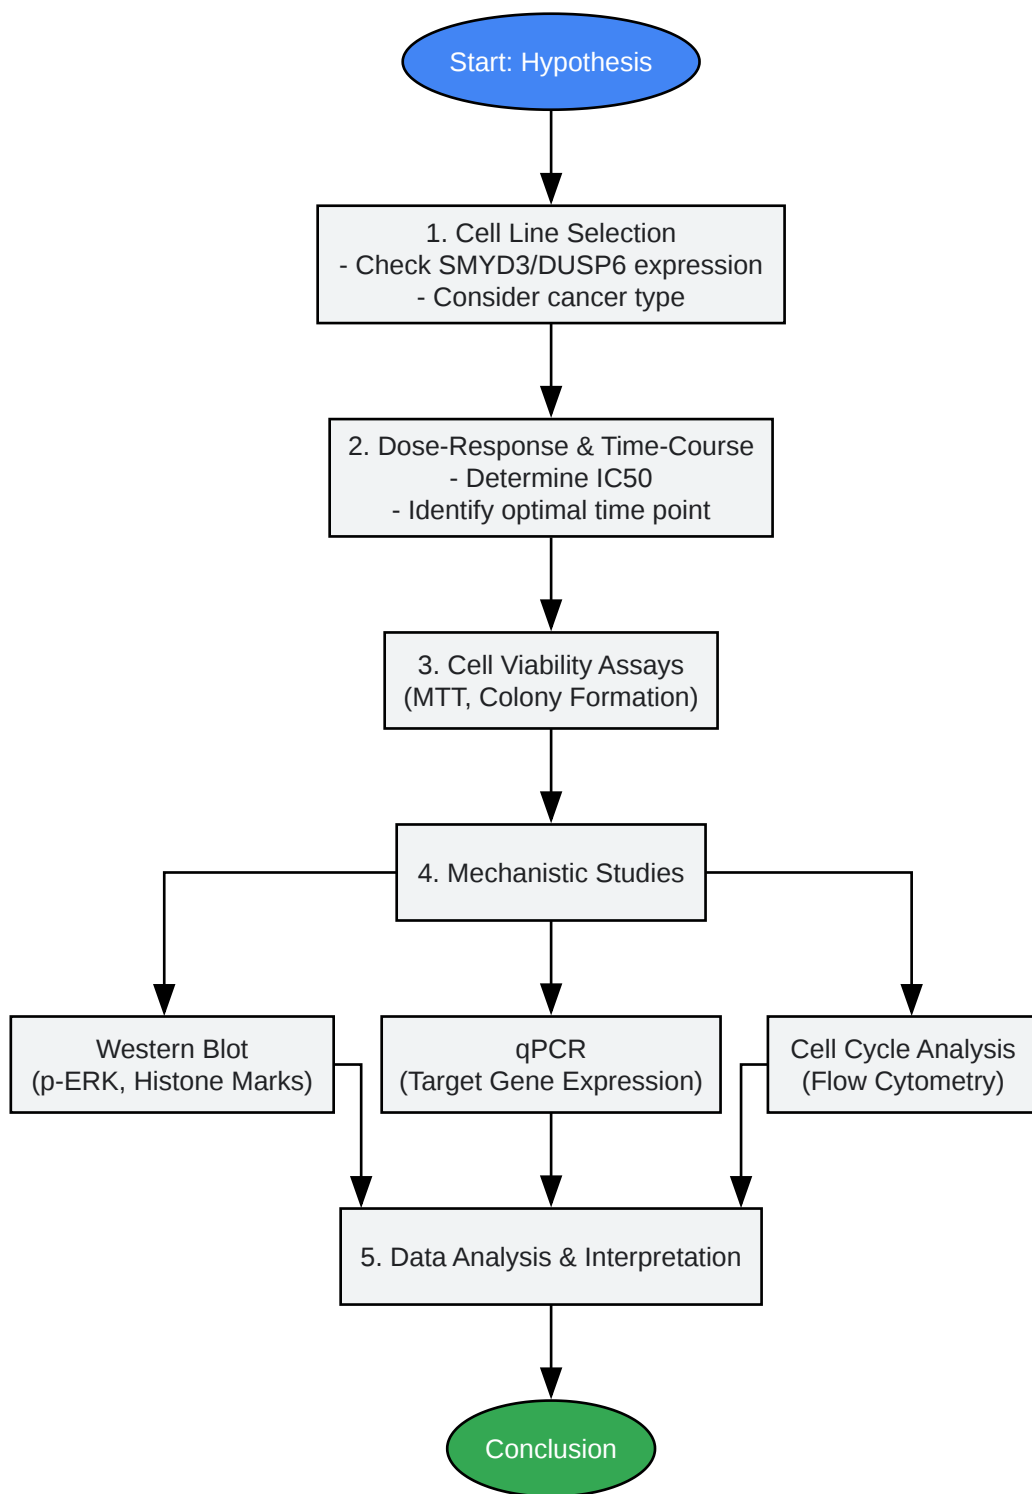 Start: Hypothesis
1. Cell Line Selection
- Check SMYD3/DUSP6 expression
- Consider cancer type
2. Dose-Response & Time-Course
- Determine IC50
- Identify optimal time point
3. Cell Viability Assays
(MTT, Colony Formation)
4. Mechanistic Studies
Western Blot
(p-ERK, Histone Marks)
qPCR
(Target Gene Expression)
Cell Cycle Analysis
(Flow Cytometry)
5. Data Analysis & Interpretation
Conclusion